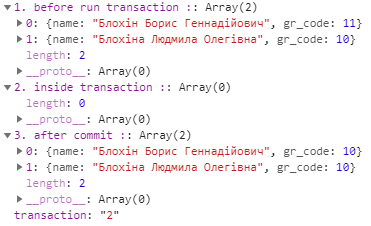 ▼1. before run transaction :: Array(2)
▶0: {name: "Блохін Борис Геннадійович", gr_code: 11}
▶1: {name: "Блохіна Людмила Олегівна", gr_code: 10}
length: 2
▶__proto__: Array(0)
▼2. inside transaction :: Array(0)
length: 0
▶__proto__: Array(0)
▼3. after commit :: Array(2)
▶0: {name: "Блохін Борис Геннадійович", gr_code: 10}
▶1: {name: "Блохіна Людмила Олегівна", gr_code: 10}
length: 2
▶__proto__: Array(0)
transaction: "2"